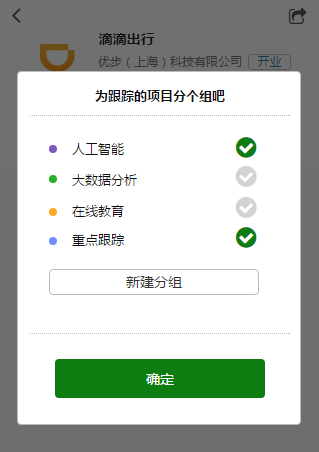 滴滴出行
优步（上海）科技有限公司 开业
为跟踪的项目分个组吧
人工智能
大数据分析
在线教育
重点跟踪
新建分组
确定